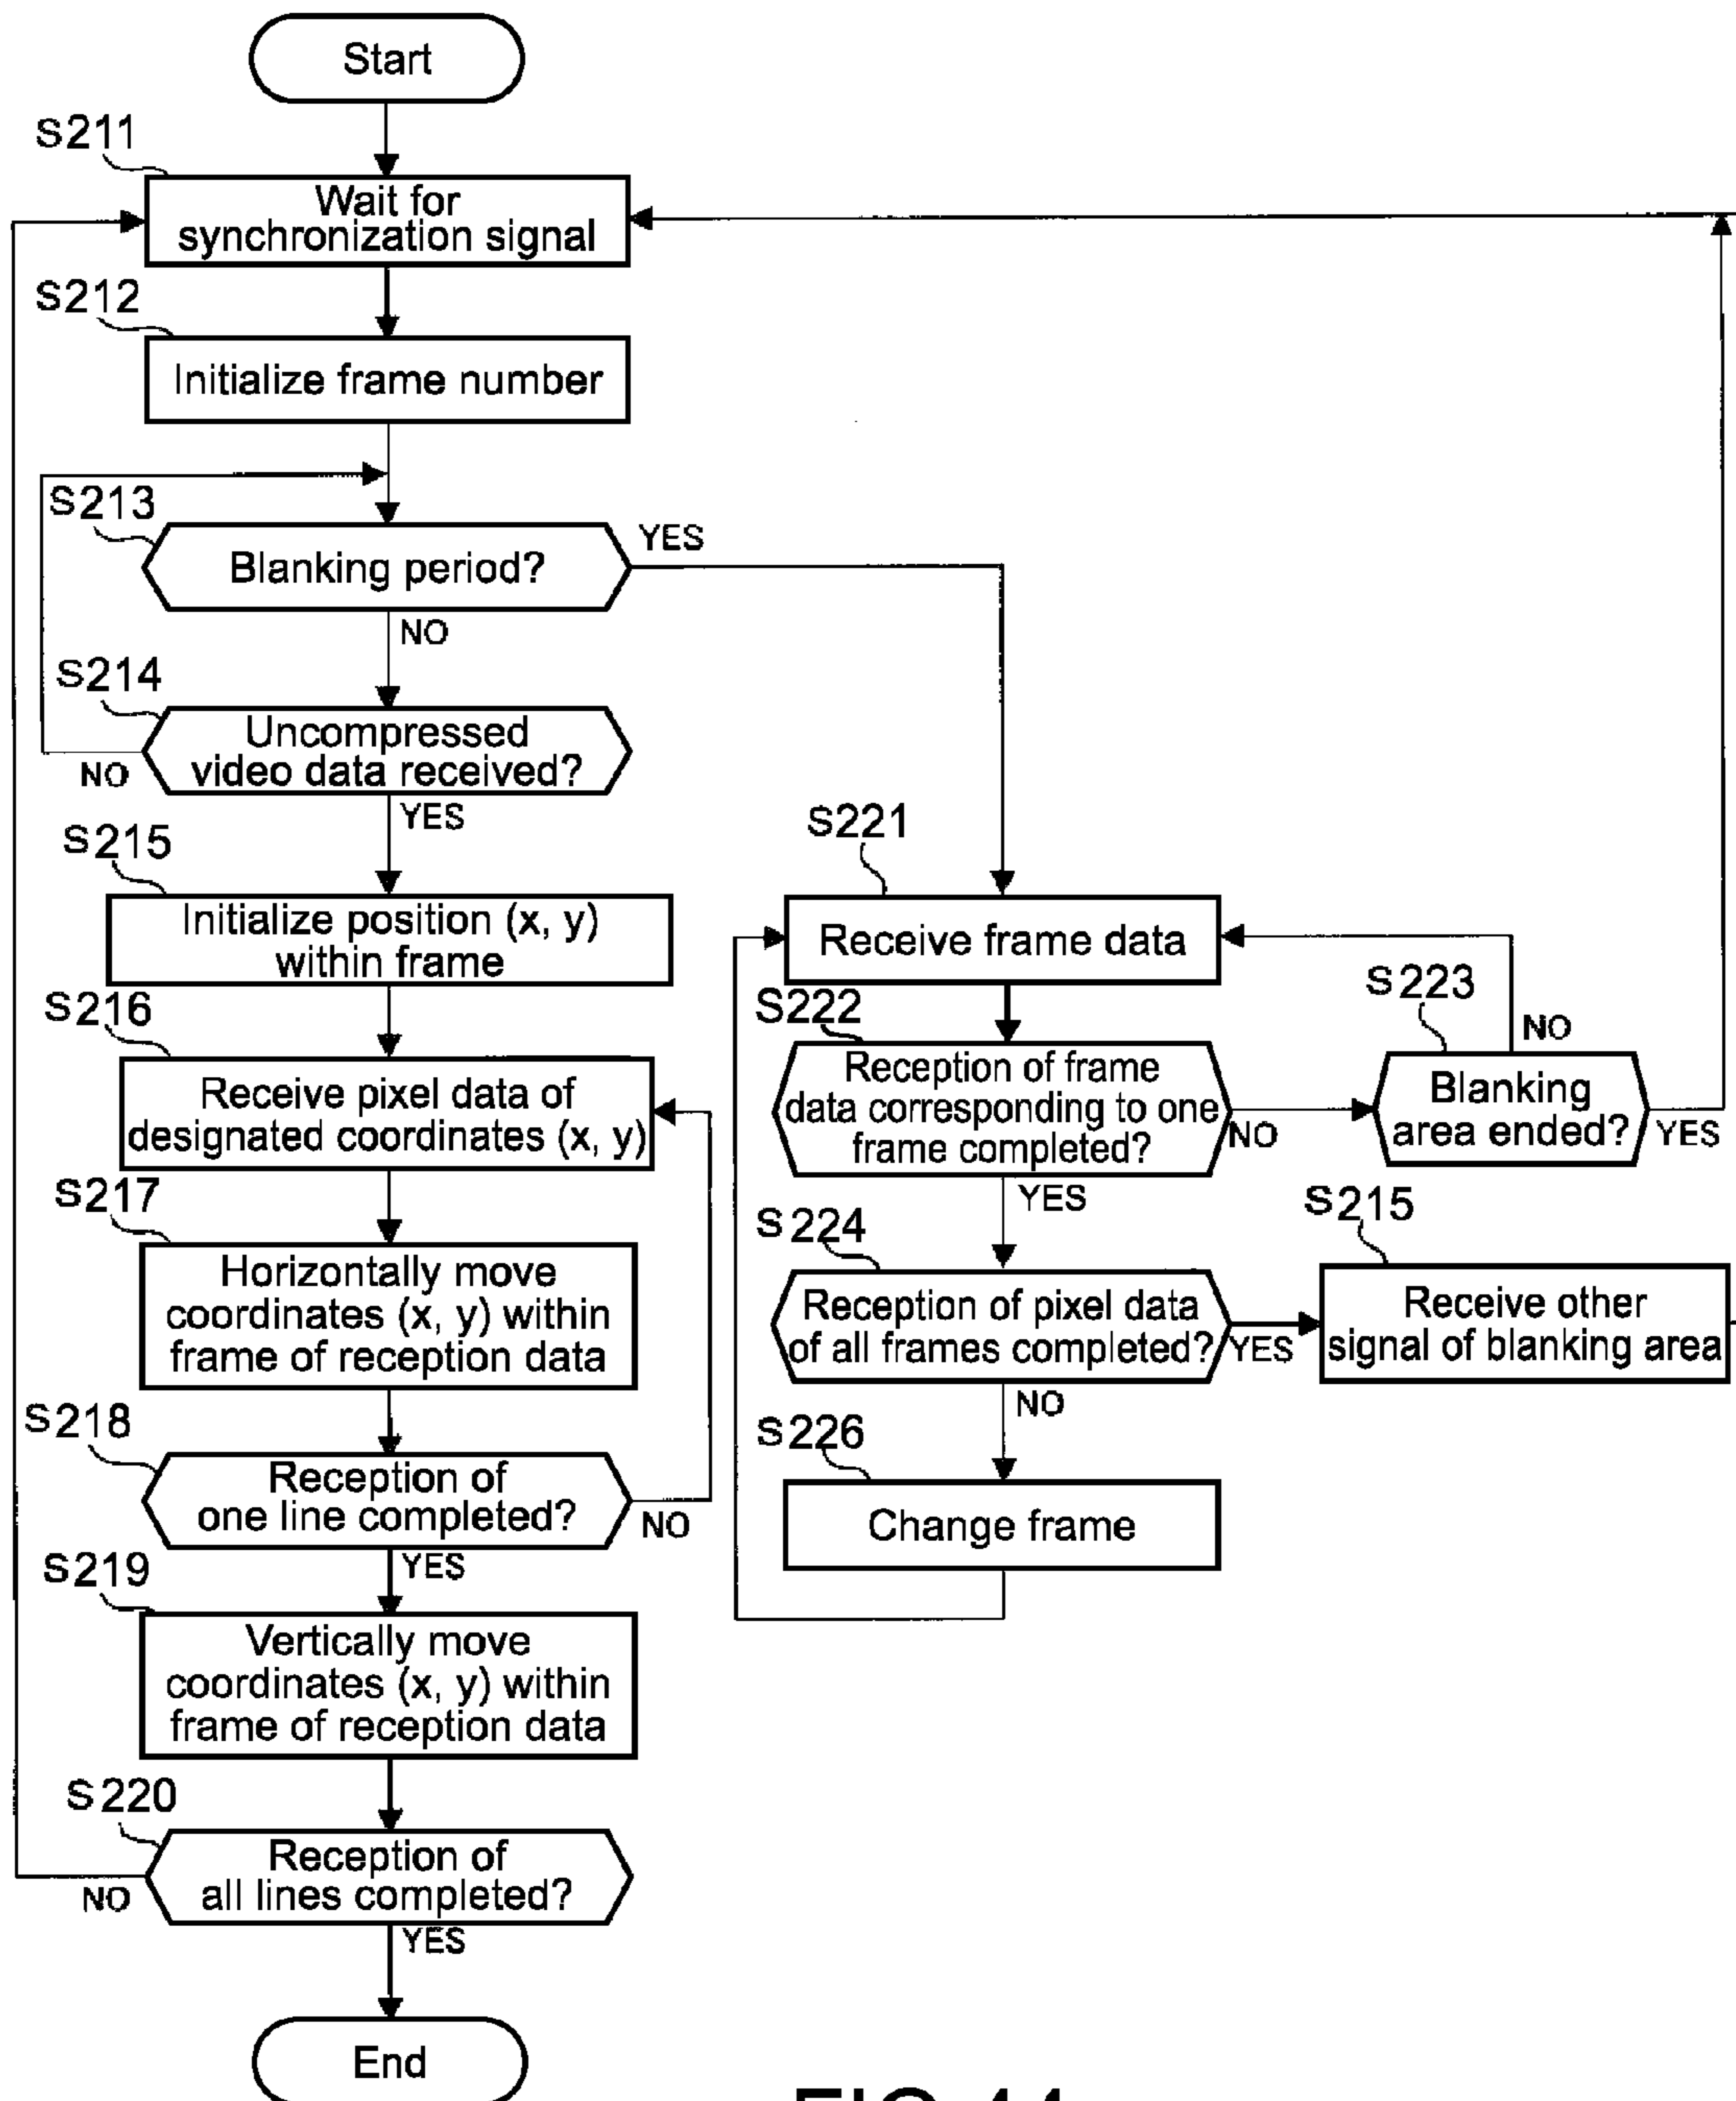 Start
S211
Wait for
synchronization signal
S212
Initialize frame number
S213
Blanking period?
YES
NO
S214
Uncompressed
video data received?
NO
YES
S215
Initialize position (x, y)
within frame
S216
Receive pixel data of
designated coordinates (x, y)
S217
Horizontally move
coordinates (x, y) within
frame of reception data
S218
Reception of
one line completed?
NO
YES
S219
Vertically move
coordinates (x, y) within
frame of reception data
S220
Reception of
all lines completed?
NO
YES
End
S221
Receive frame data
S222
Reception of frame
data corresponding to one
frame completed?
NO
YES
S223
Blanking
area ended?
NO
YES
S224
Reception of pixel data
of all frames completed?
YES
NO
S215
Receive other
signal of blanking area
S226
Change frame